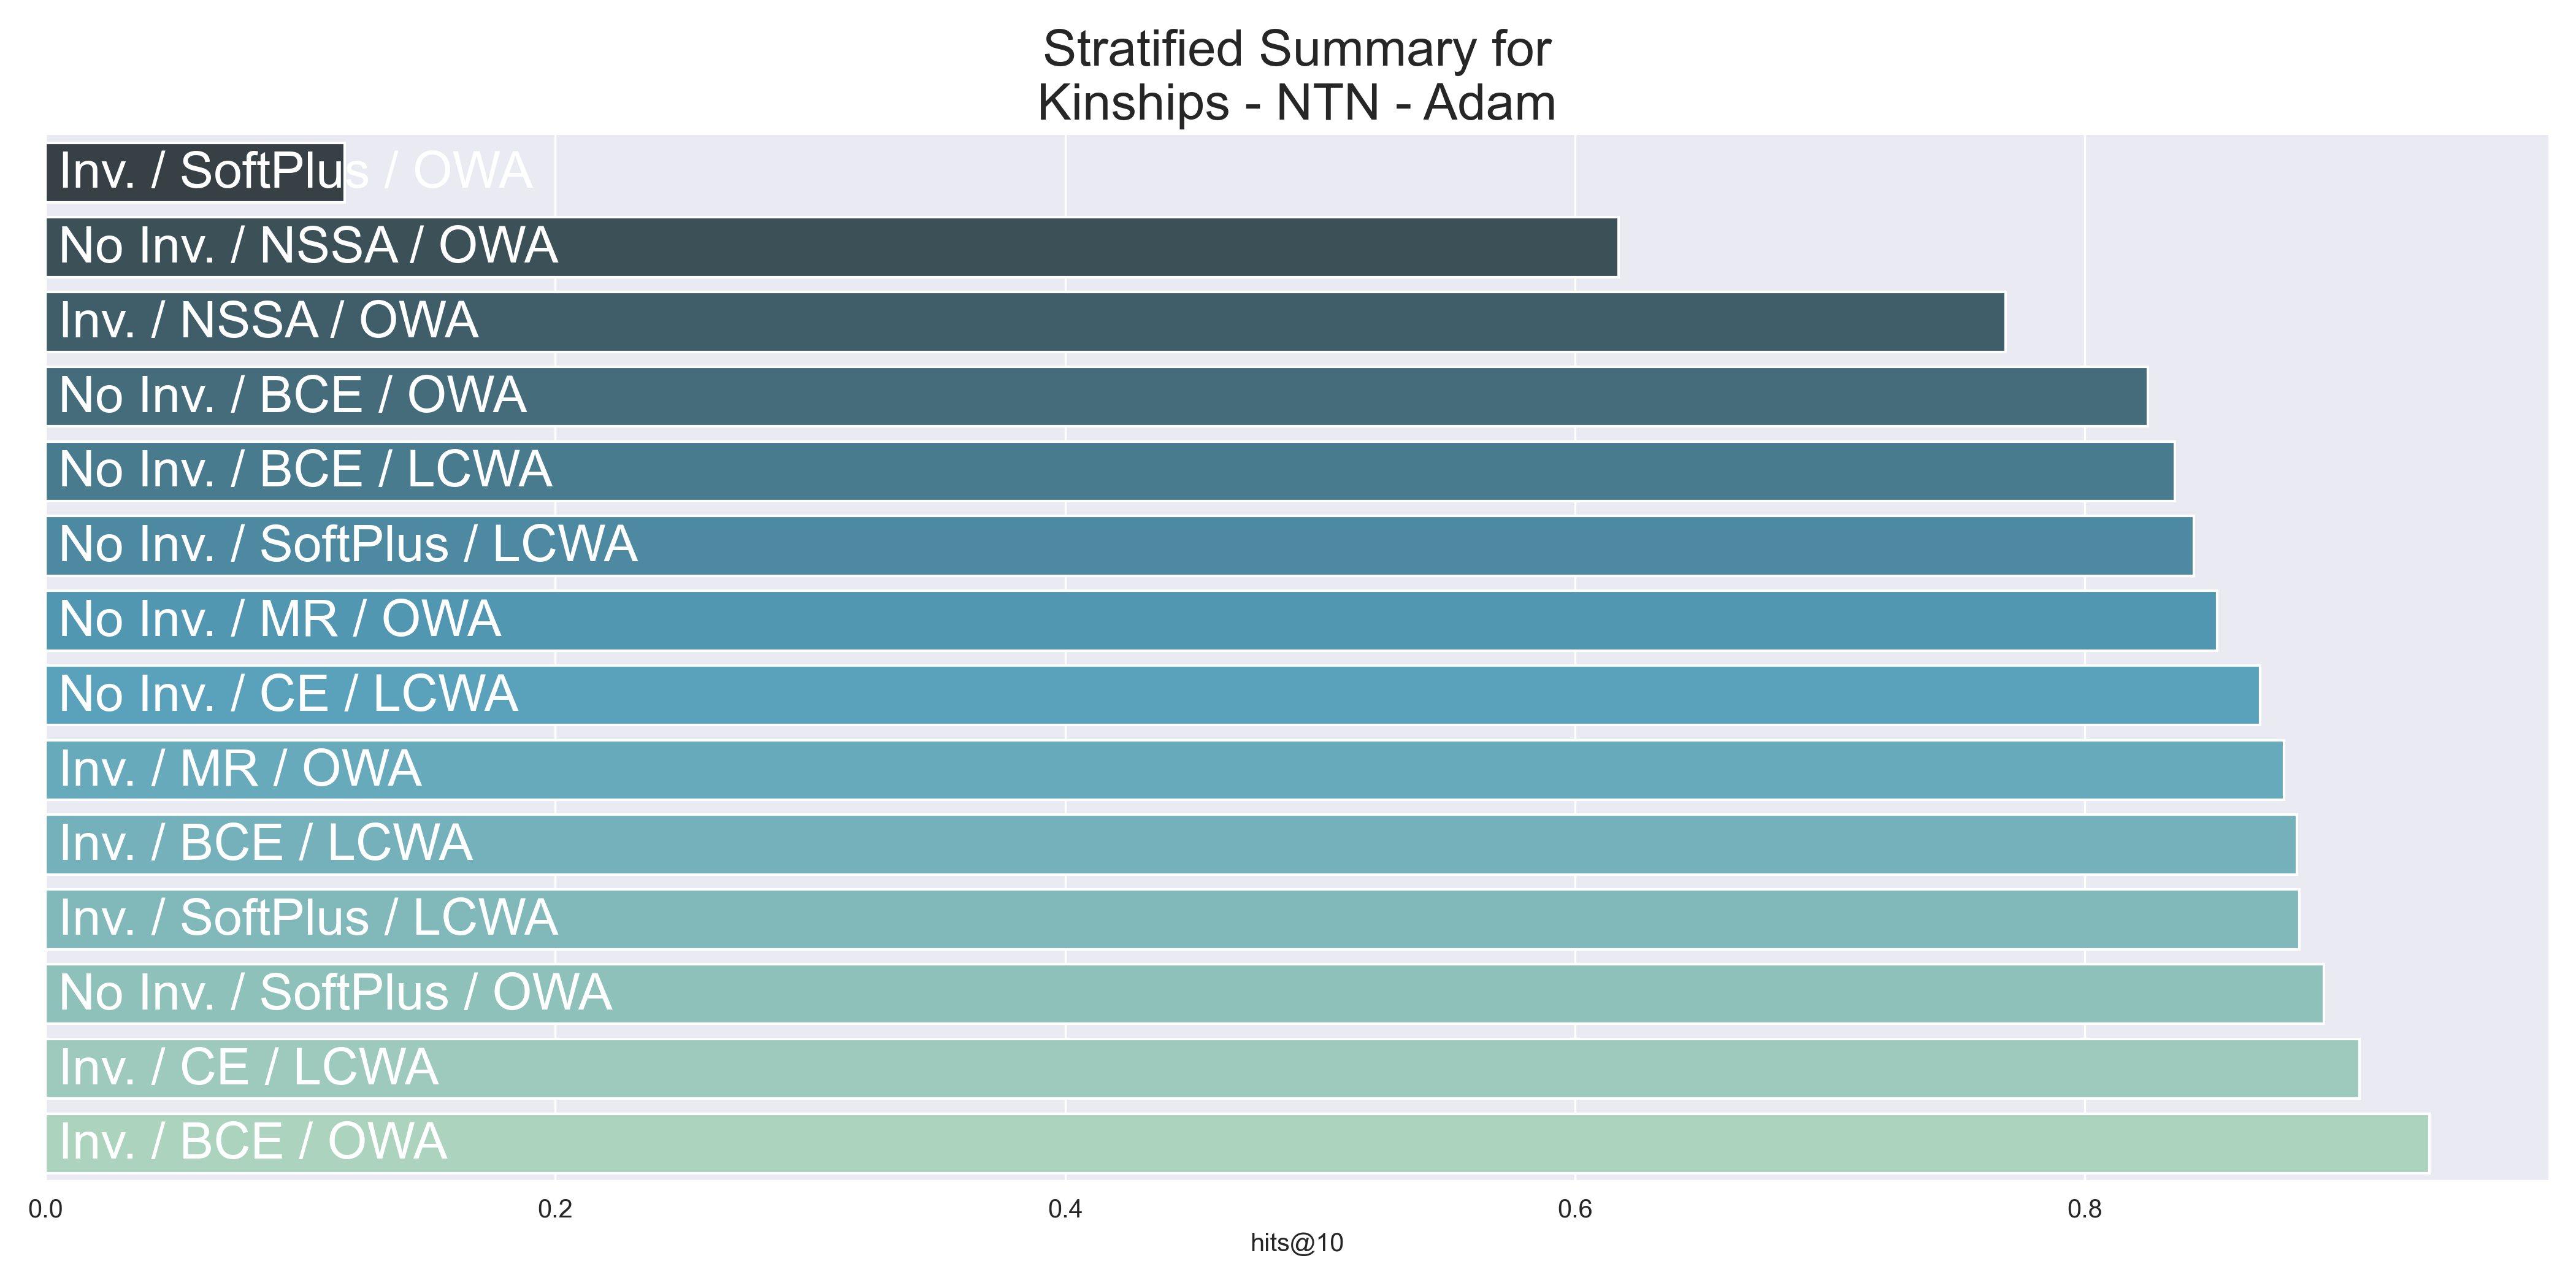 Stratified Summary for
Kinships - NTN - Adam
Inv. / SoftPlus / OWA
No Inv. / NSSA / OWA
Inv. / NSSA / OWA
No Inv. / BCE / OWA
No Inv. / BCE / LCWA
No Inv. / SoftPlus / LCWA
No Inv. / MR / OWA
No Inv. / CE / LCWA
Inv. / MR / OWA
Inv. / BCE / LCWA
Inv. / SoftPlus / LCWA
No Inv. / SoftPlus / OWA
Inv. / CE / LCWA
Inv. / BCE / OWA
0.0 0.2 0.4 0.6 0.8
hits@10